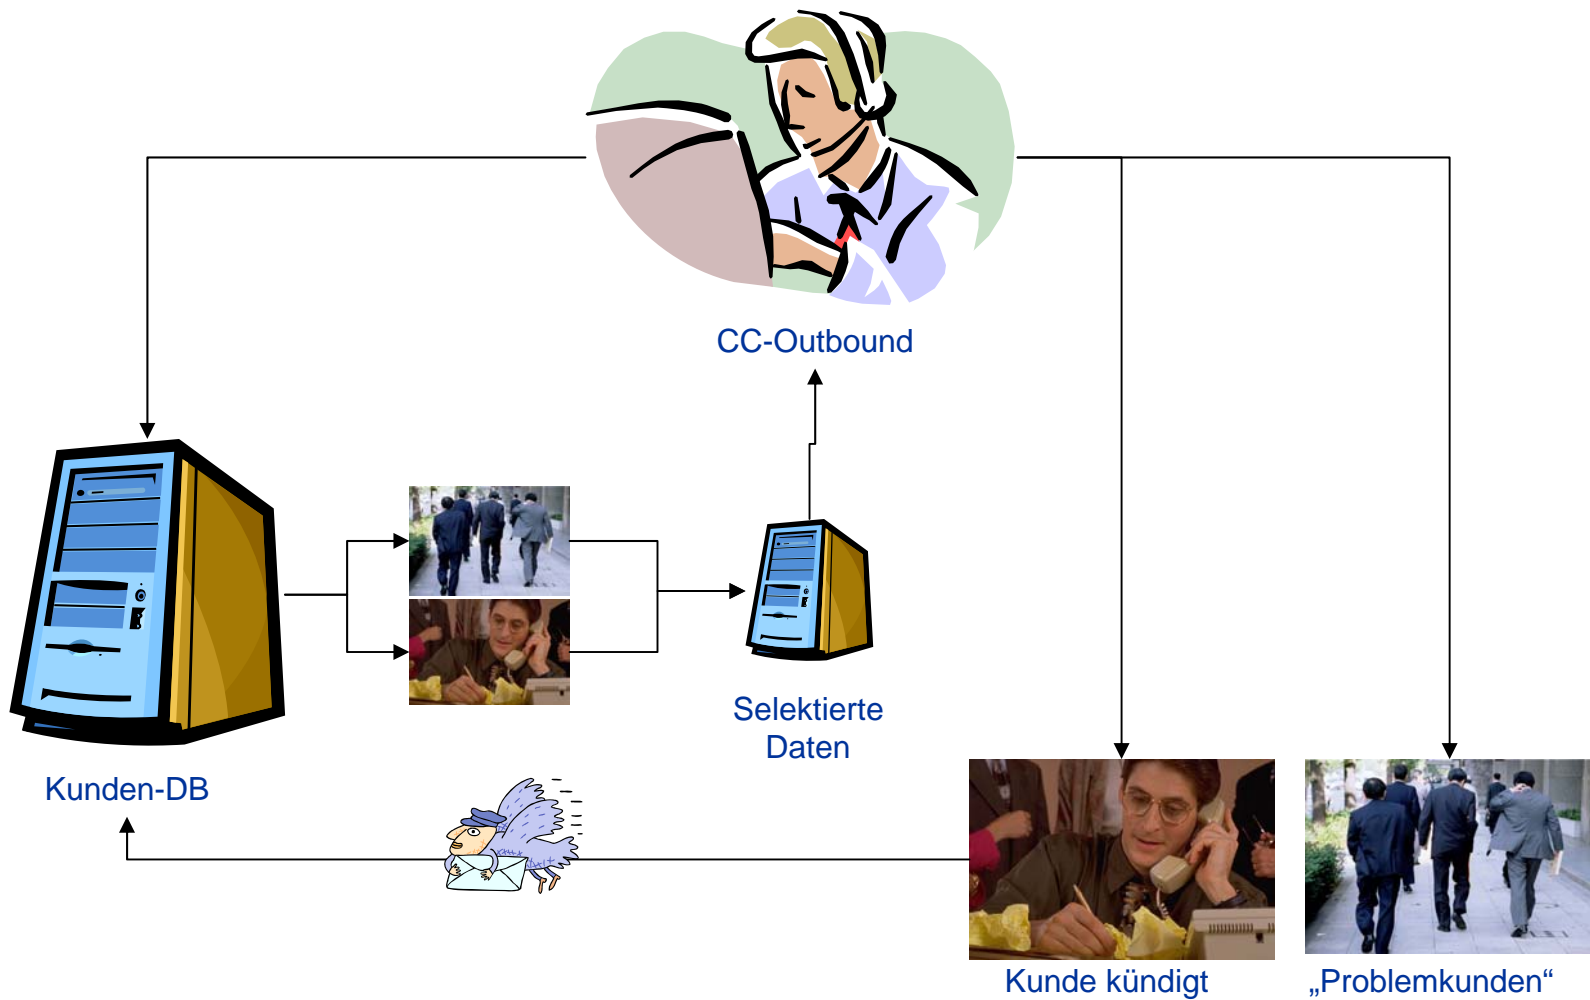 CC-Outbound
Selektierte
Daten
Kunden-DB
Kunde kündigt
„Problemkunden“